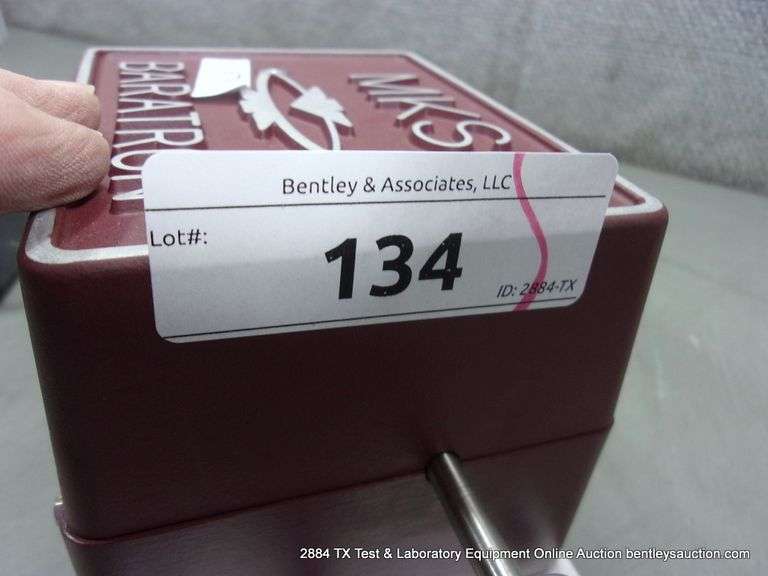 MKS
BARATRON
Bentley & Associates, LLC
Lot#:
134
ID: 2884-TX
2884 TX Test & Laboratory Equipment Online Auction bentleysauction.com